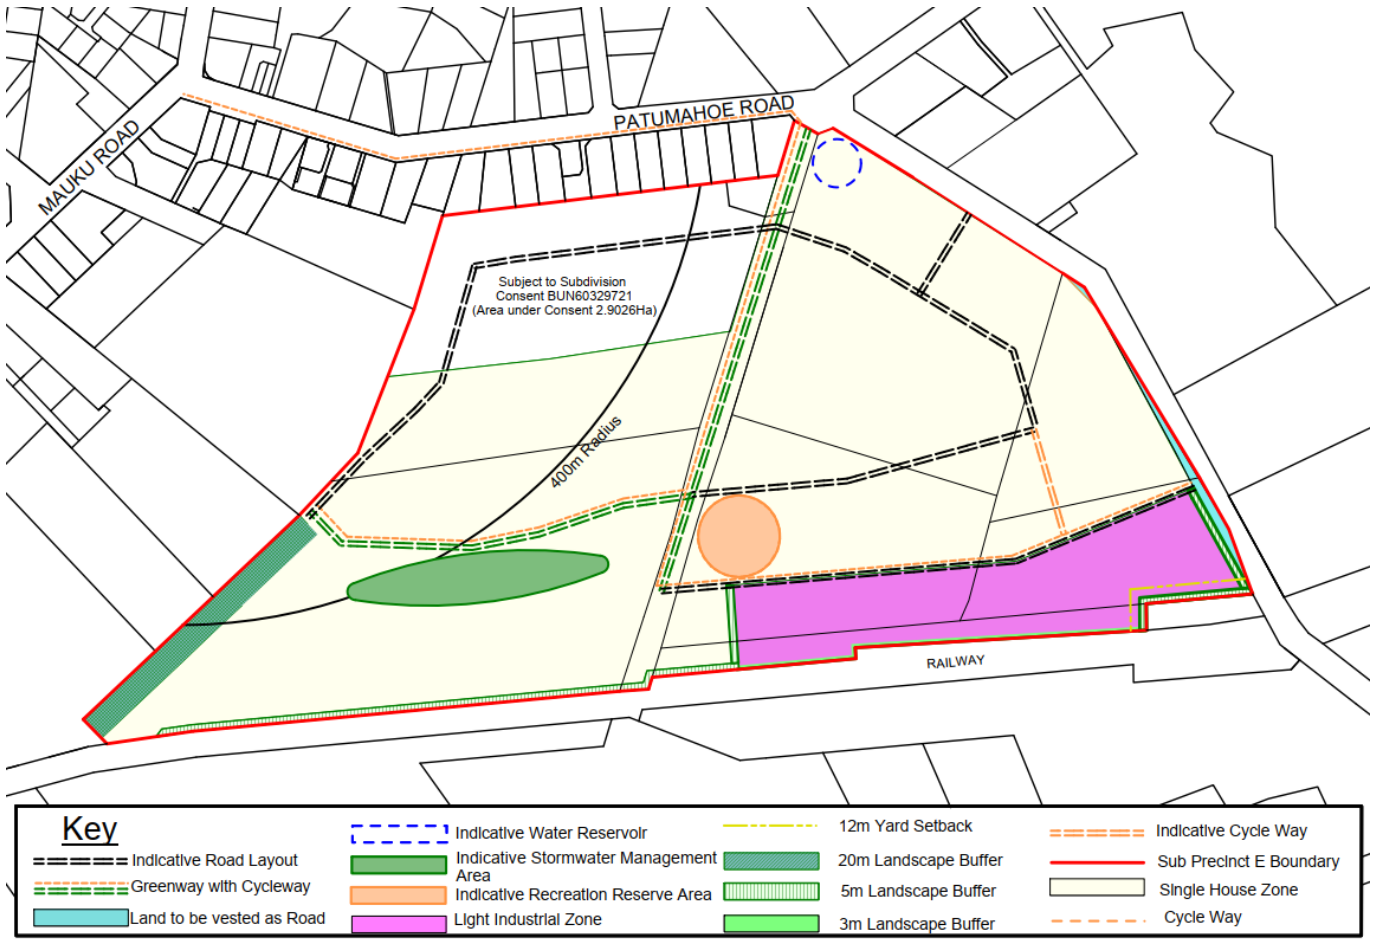 PATUMAHOE ROAD
MAUKU ROAD
Subject to Subdivision
Consent BUN60329721
(Area under Consent 2.9026Ha)
400m Radius
RAILWAY
Key
Indicative Road Layout
Greenway with Cycleway
Land to be vested as Road
Indicative Water Reservoir
Indicative Stormwater Management
Area
Indicative Recreation Reserve Area
Light Industrial Zone
12m Yard Setback
20m Landscape Buffer
5m Landscape Buffer
3m Landscape Buffer
Indicative Cycle Way
Sub Precinct E Boundary
Single House Zone
Cycle Way